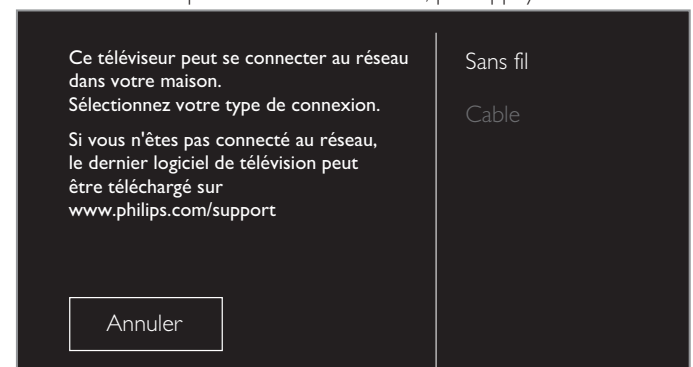 Ce téléviseur peut se connecter au réseau
dans votre maison.
Sélectionnez votre type de connexion.
Si vous n'êtes pas connecté au réseau,
le dernier logiciel de télévision peut
être téléchargé sur
www.philips.com/support
Annuler
Sans fil
Cable